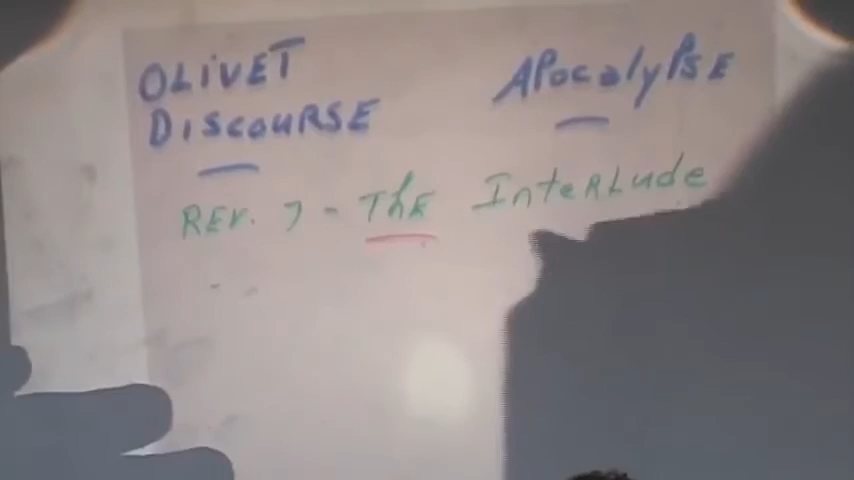 OLIVET
DISCOURSE
APocalyPSE
REV. 7 - ThE InteRLude